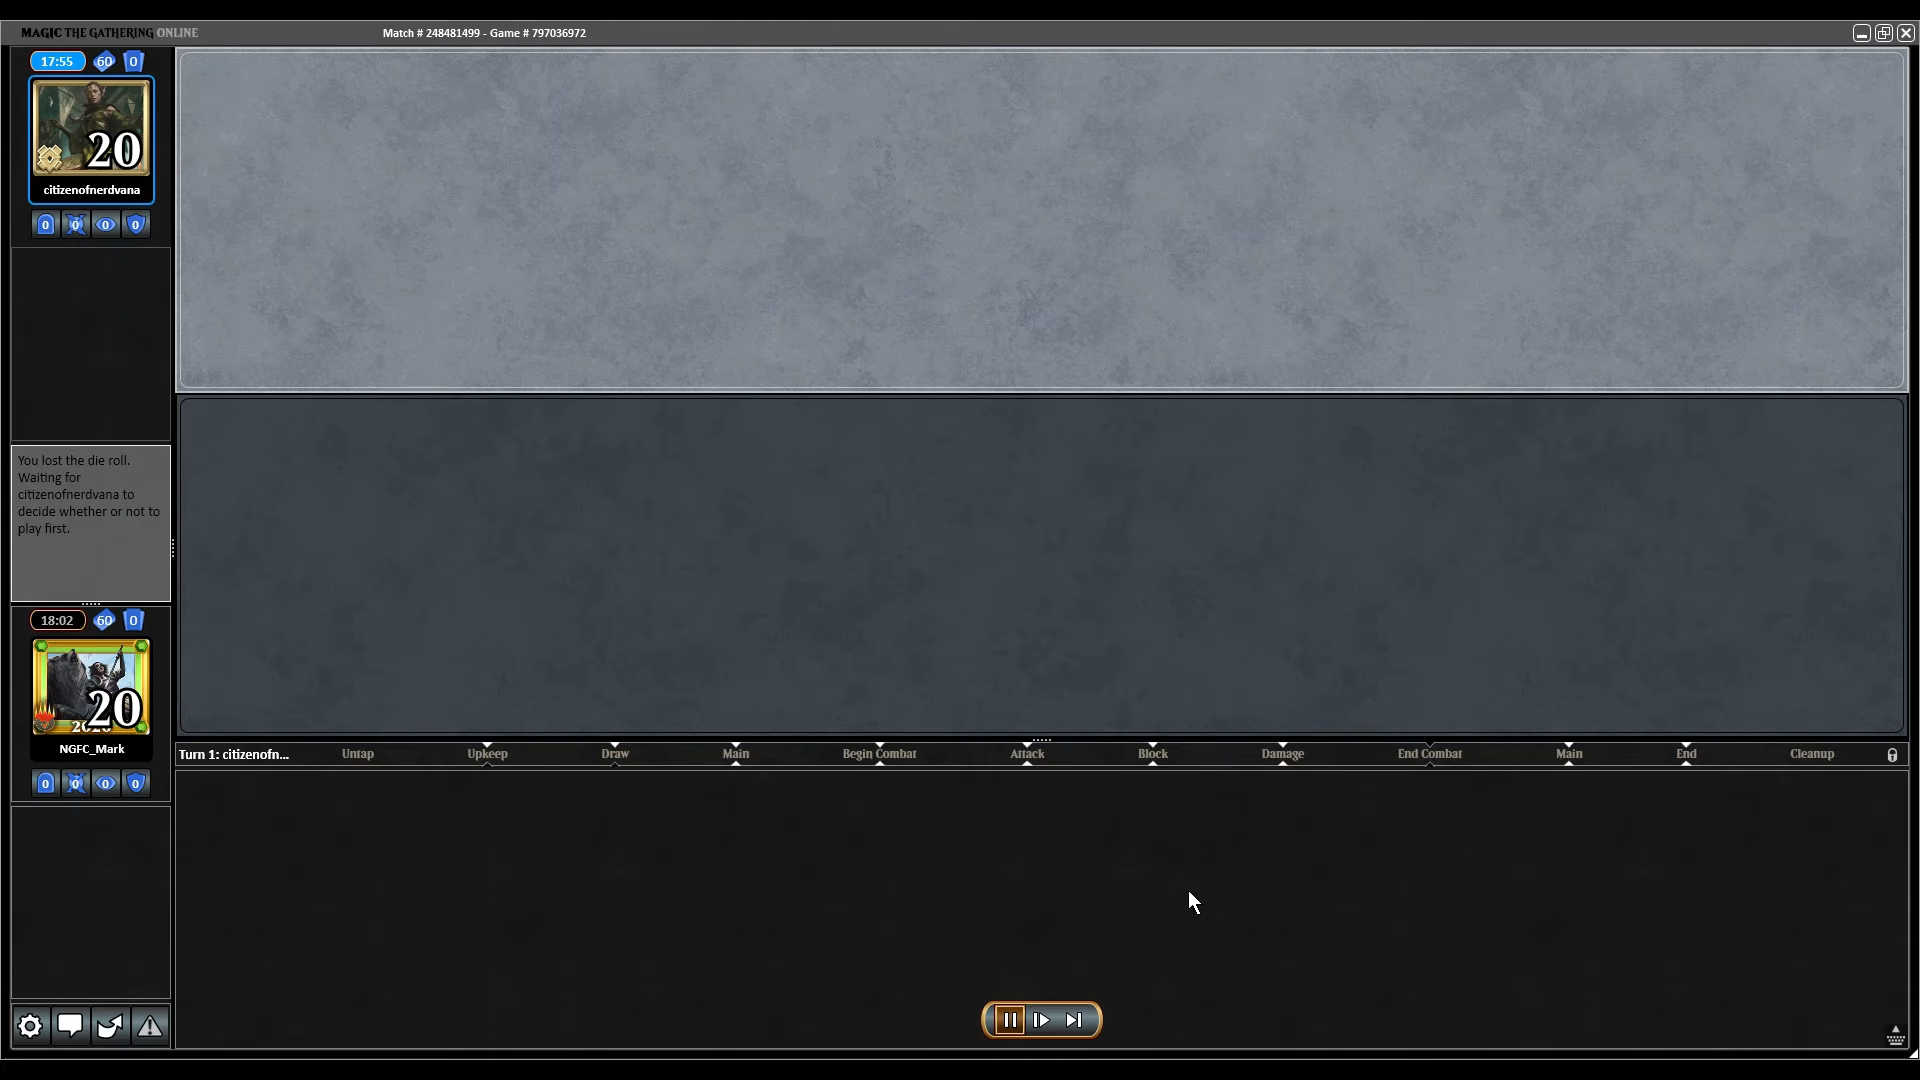 MAGIC THE GATHERING ONLINE
Match # 248481499 - Game # 797036972
17:55 60 0
20
citizenofnerdvana
0 0 0 0
You lost the die roll.
Waiting for
citizenofnerdvana to
decide whether or not to
play first.
18:02 60 0
20
NGFC_Mark
0 0 0 0
Turn 1: citizenofn... Untap Upkeep Draw Main Begin Combat Attack Block Damage End Combat Main End Cleanup